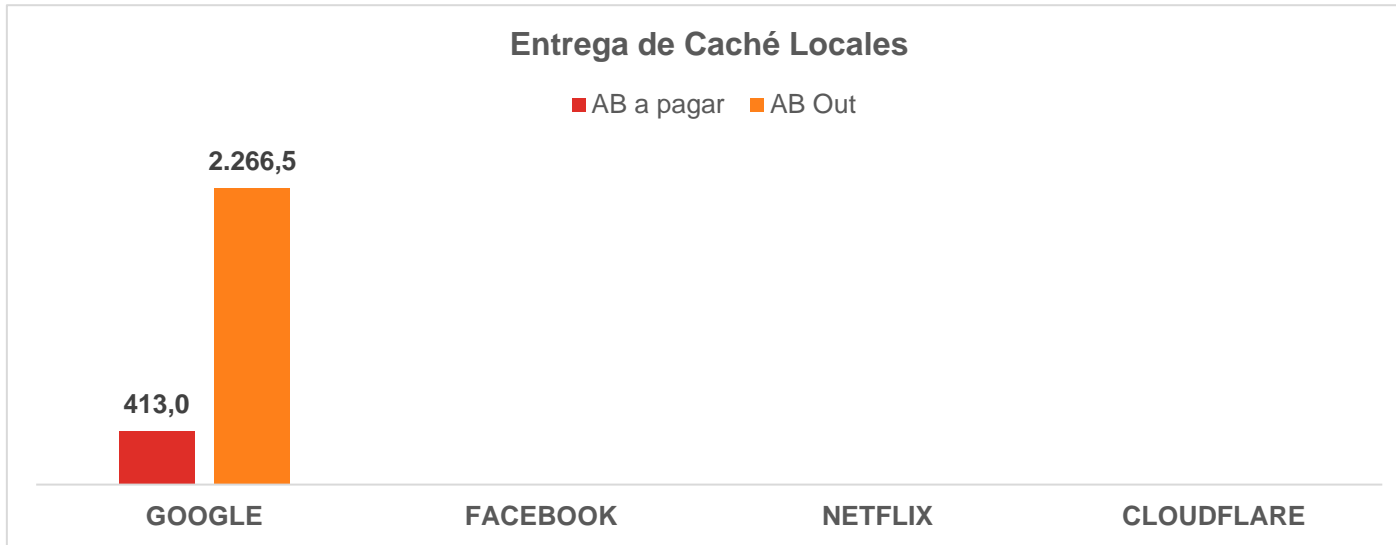 Entrega de Caché Locales
AB a pagar AB Out
2.266,5
413,0
GOOGLE FACEBOOK NETFLIX CLOUDFLARE